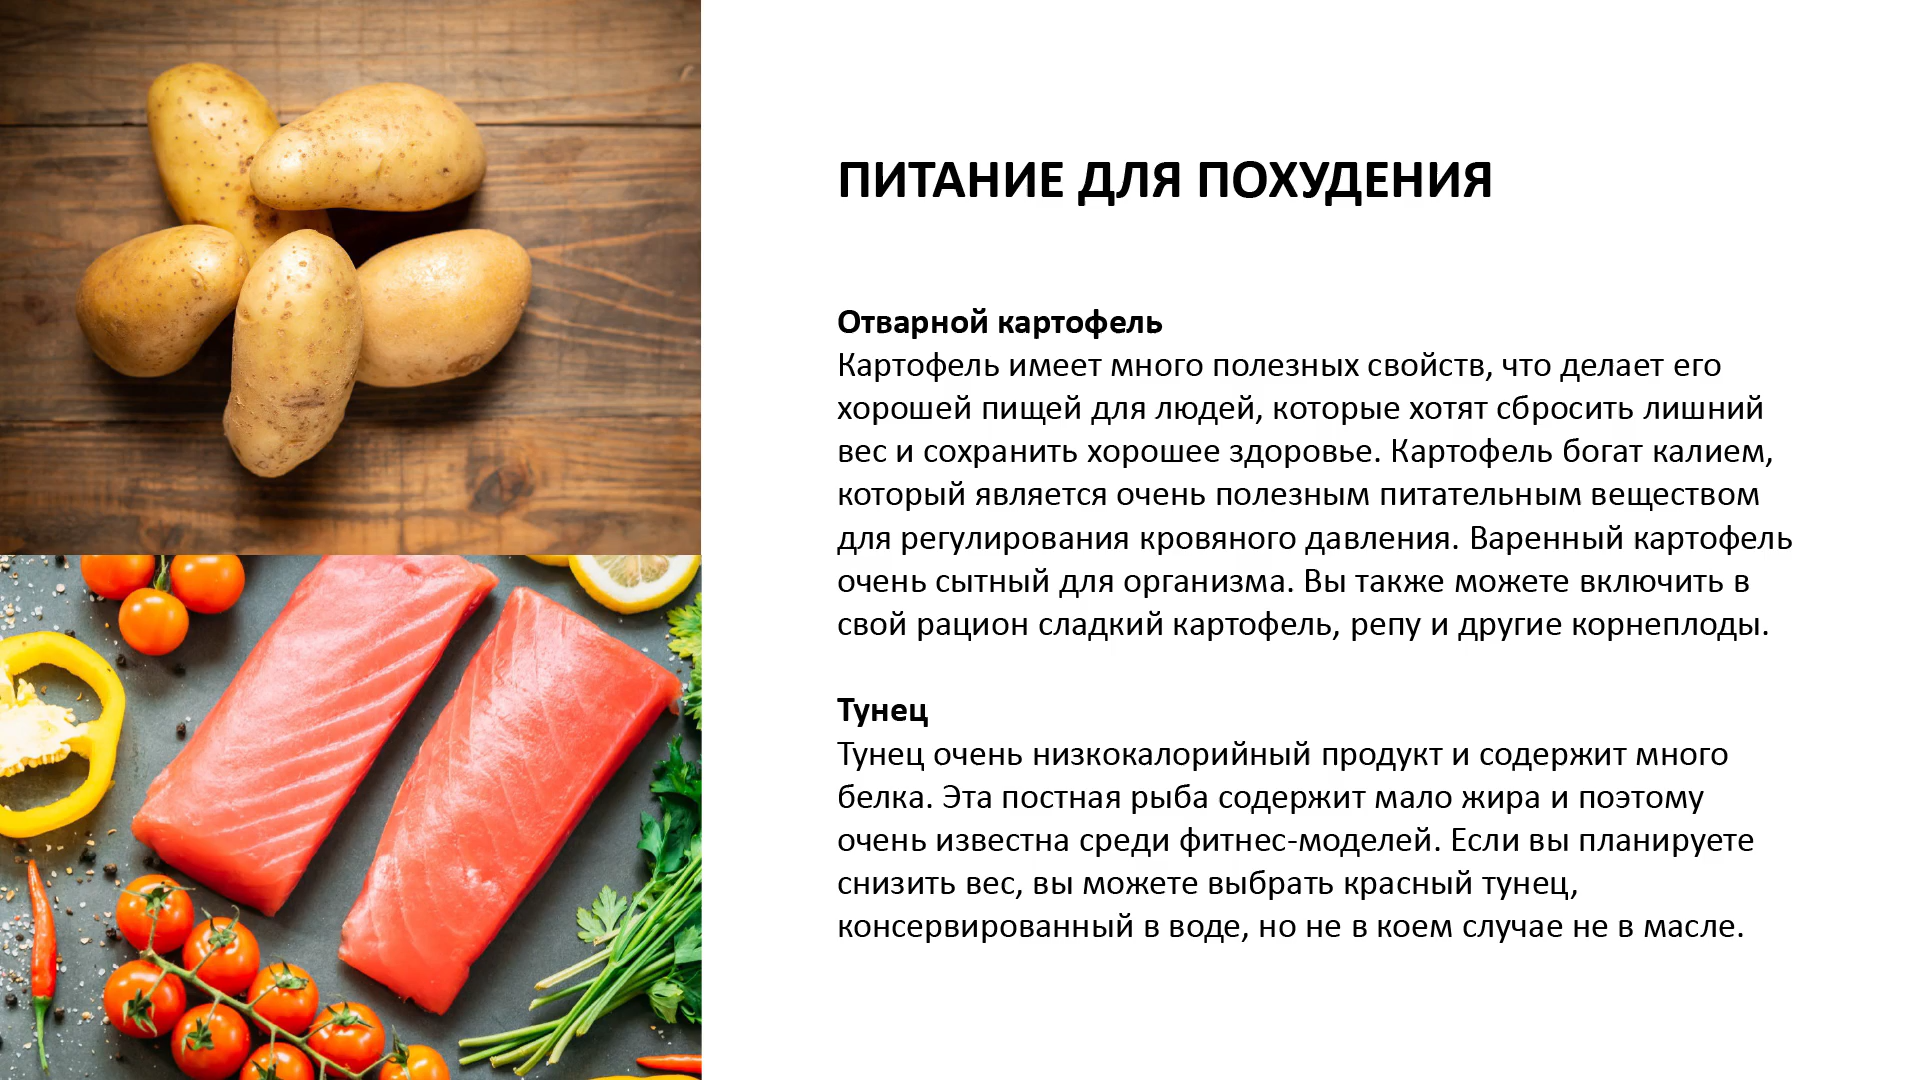 ПИТАНИЕ ДЛЯ ПОХУДЕНИЯ
Отварной картофель
Картофель имеет много полезных свойств, что делает его
хорошей пищей для людей, которые хотят сбросить лишний
вес и сохранить хорошее здоровье. Картофель богат калием,
который является очень полезным питательным веществом
для регулирования кровяного давления. Варенный картофель
очень сытный для организма. Вы также можете включить в
свой рацион сладкий картофель, репу и другие корнеплоды.
Тунец
Тунец очень низкокалорийный продукт и содержит много
белка. Эта постная рыба содержит мало жира и поэтому
очень известна среди фитнес-моделей. Если вы планируете
снизить вес, вы можете выбрать красный тунец,
консервированный в воде, но не в коем случае не в масле.